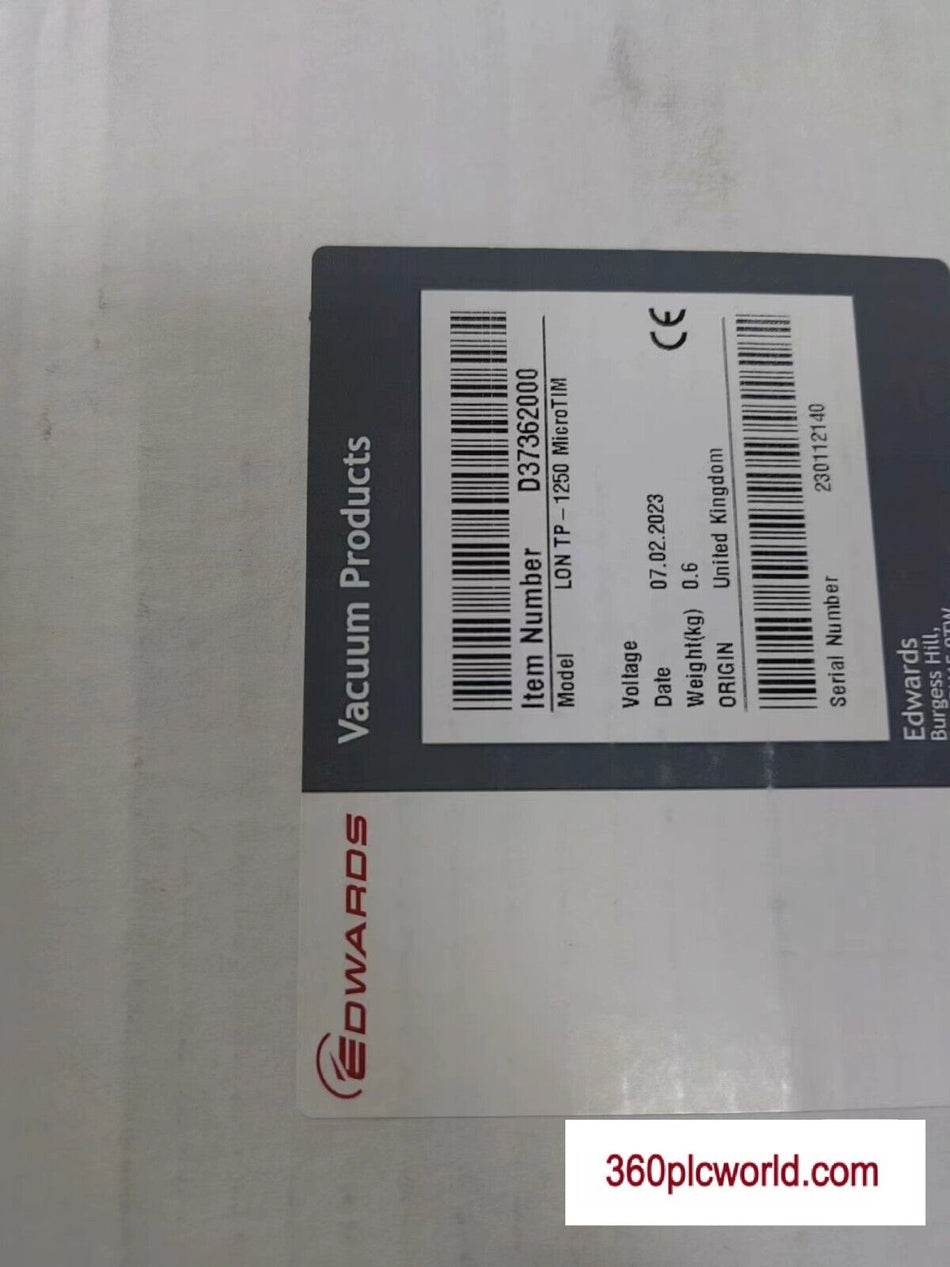 EDWARDS
Vacuum Products
Item Number D37362000
Model LON TP - 1250 MicroTIM
CE
Voltage
Date 07.02.2023
Weight(kg) 0.6
ORIGIN United Kingdom
Serial Number 230112140
Edwards
Burgess Hill,
360plcworld.com